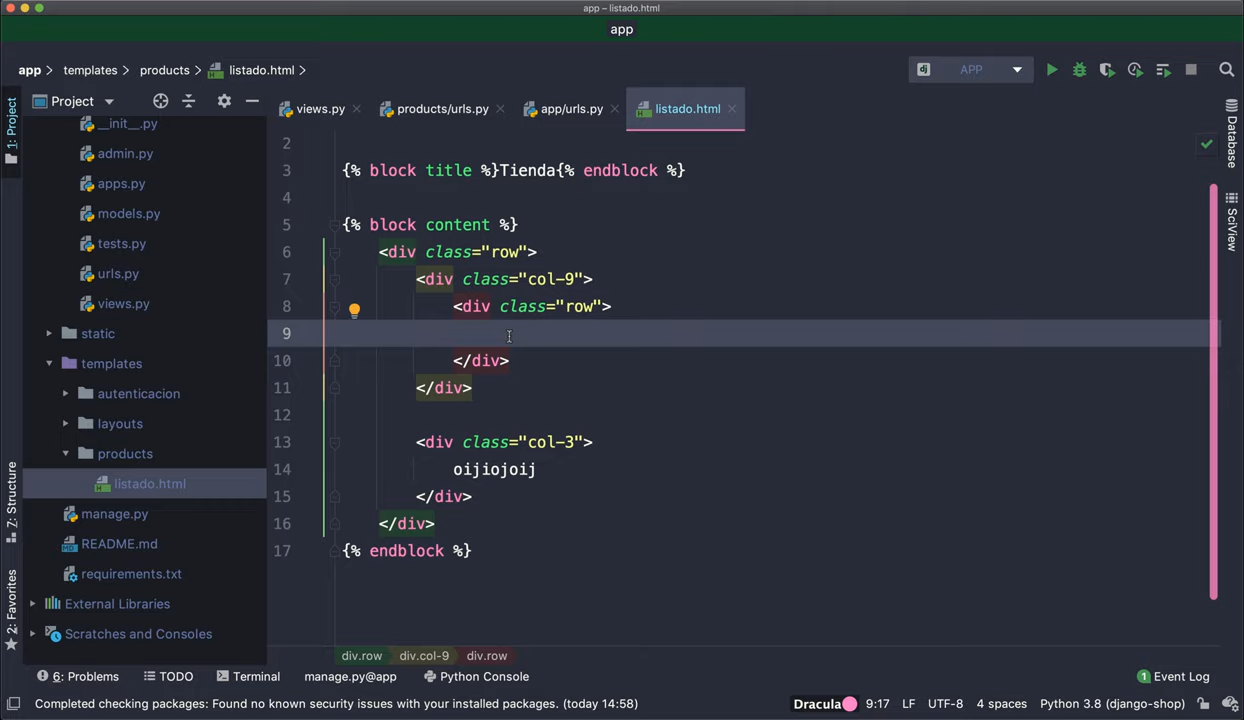 app – listado.html
app
app
templates
products
listado.html
dj
APP
1: Project
Project
views.py
products/urls.py
app/urls.py
listado.html
Database
SciView
__init__.py
admin.py
apps.py
models.py
tests.py
urls.py
views.py
static
templates
autenticacion
layouts
products
listado.html
manage.py
README.md
requirements.txt
External Libraries
Scratches and Consoles
7: Structure
2: Favorites
2
3 {% block title %}Tienda{% endblock %}
4
5 {% block content %}
6 <div class="row">
7 <div class="col-9">
8 <div class="row">
9
10 </div>
11 </div>
12
13 <div class="col-3">
14 oijiojoij
15 </div>
16 </div>
17 {% endblock %}
div.row div.col-9 div.row
6: Problems TODO Terminal manage.py@app Python Console 1 Event Log
Completed checking packages: Found no known security issues with your installed packages. (today 14:58) Dracula 9:17 LF UTF-8 4 spaces Python 3.8 (django-shop)